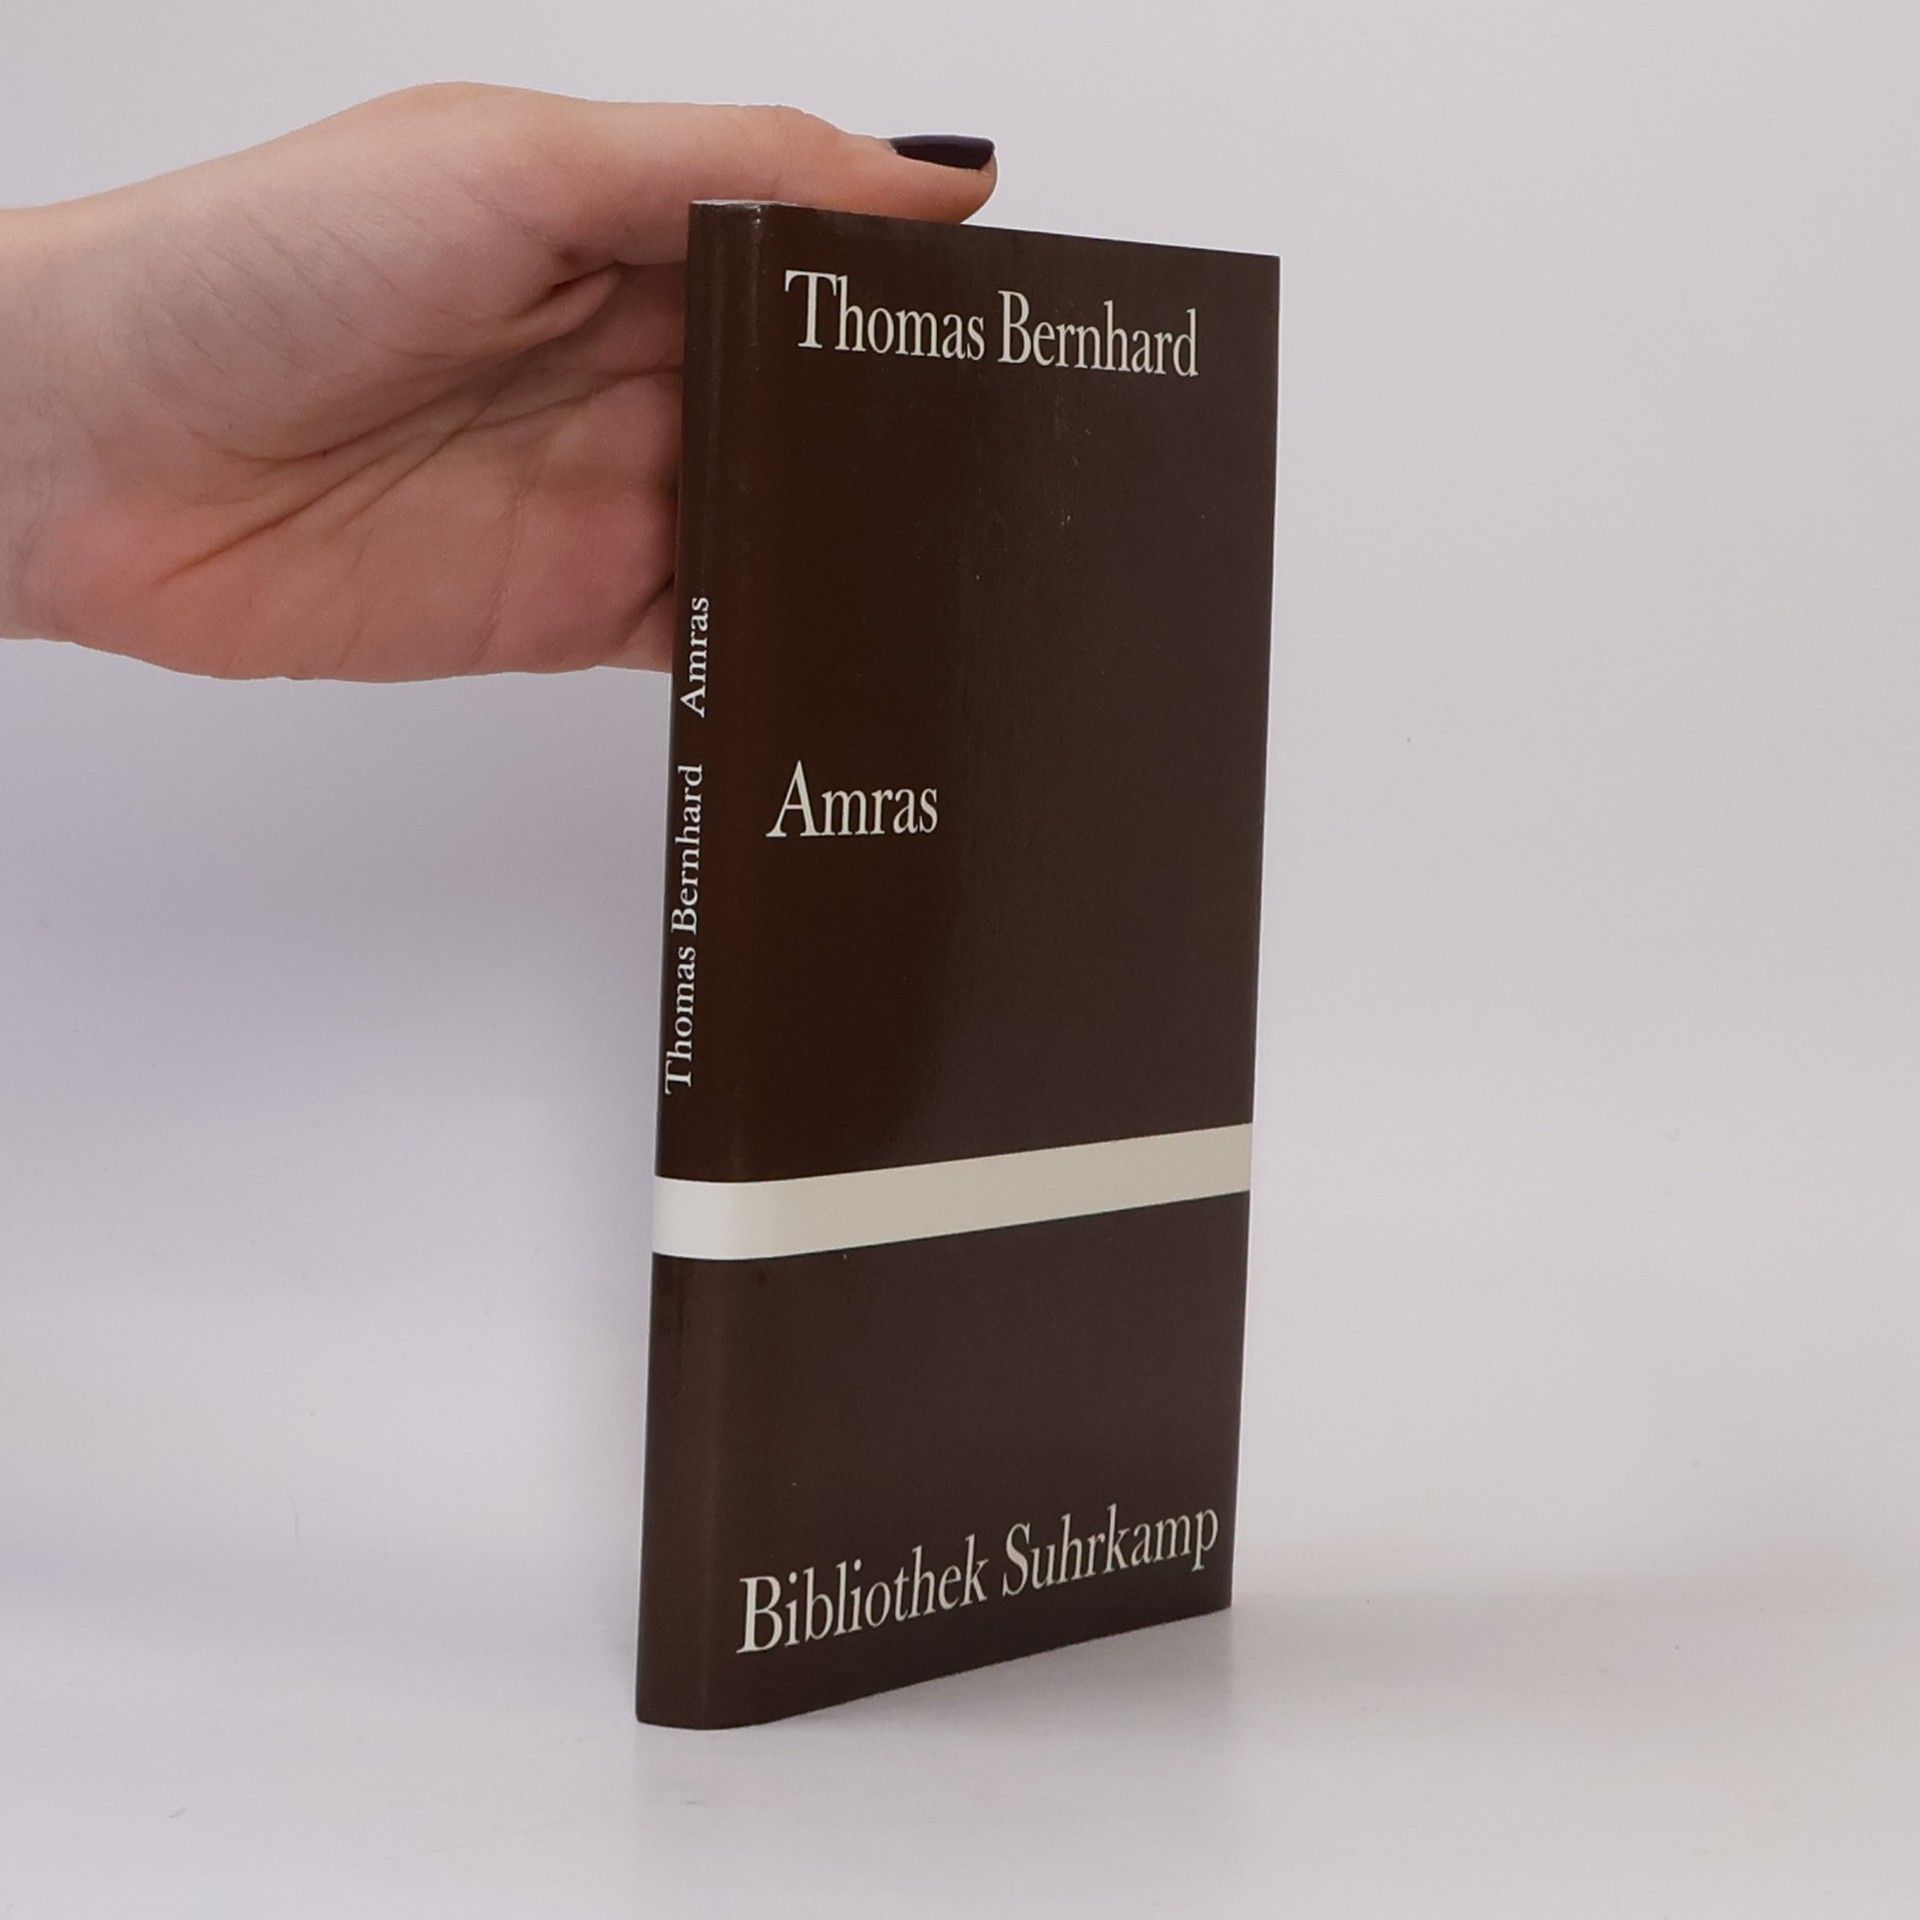 Thomas Bernhard
Amras
Bibliothek Suhrkamp
Thomas Bernhard Amras